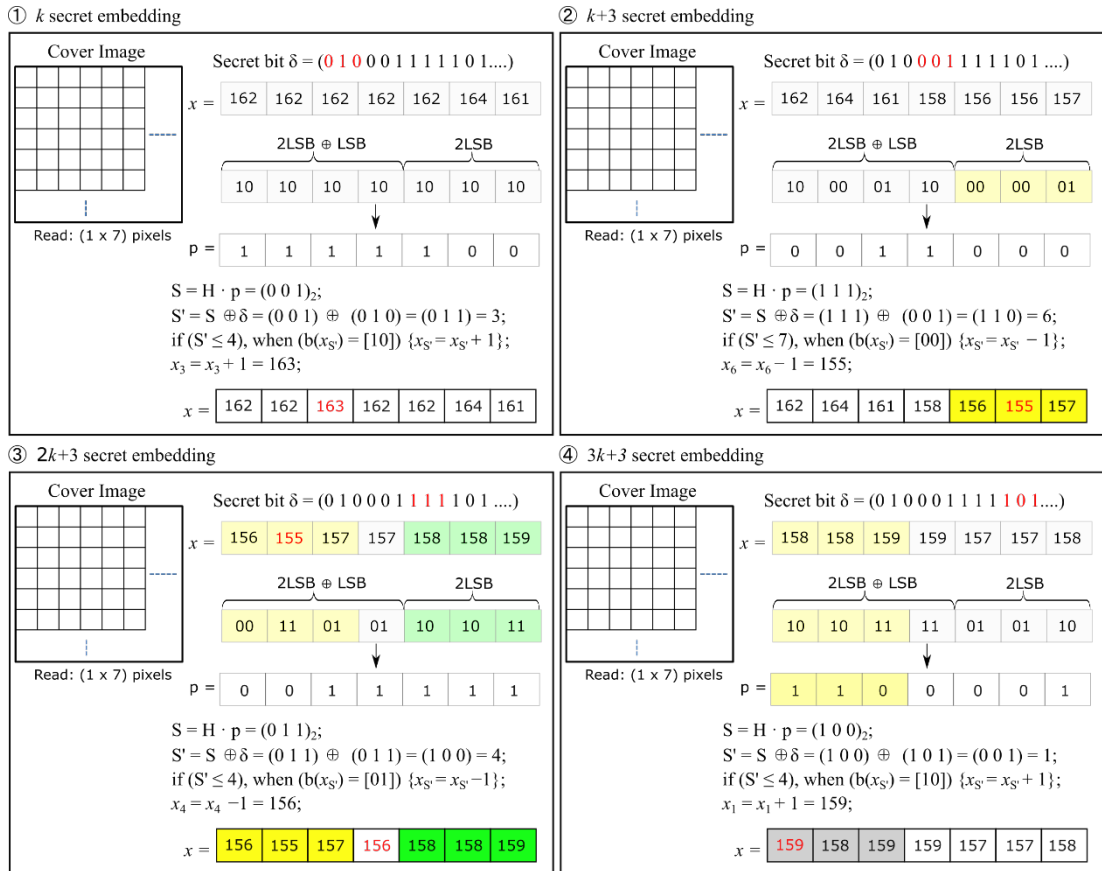 ① k secret embedding
Cover Image
Read: (1 x 7) pixels
Secret bit δ = (0 1 0 0 0 1 1 1 1 1 0 1....)
x = 162 162 162 162 162 164 161
2LSB ⊕ LSB 2LSB
10 10 10 10 10 10 10
p = 1 1 1 1 1 0 0
S = H · p = (0 0 1)₂;
S' = S ⊕δ = (0 0 1) ⊕ (0 1 0) = (0 1 1) = 3;
if (S' ≤ 4), when (b(xS') = [10]) {xS' = xS' + 1};
x₃ = x₃ + 1 = 163;
x = 162 162 163 162 162 164 161
② k+3 secret embedding
Cover Image
Read: (1 x 7) pixels
Secret bit δ = (0 1 0 0 0 1 1 1 1 1 0 1....)
x = 162 164 161 158 156 156 157
2LSB ⊕ LSB 2LSB
10 00 01 10 00 00 01
p = 0 0 1 1 0 0 0
S = H · p = (1 1 1)₂;
S' = S ⊕δ = (1 1 1) ⊕ (0 0 1) = (1 1 0) = 6;
if (S' ≤ 7), when (b(xS') = [00]) {xS' = xS' − 1};
x₆ = x₆ − 1 = 155;
x = 162 164 161 158 156 155 157
③ 2k+3 secret embedding
Cover Image
Read: (1 x 7) pixels
Secret bit δ = (0 1 0 0 0 1 1 1 1 1 0 1 ....)
x = 156 155 157 157 158 158 159
2LSB ⊕ LSB 2LSB
00 11 01 01 10 10 11
p = 0 0 1 1 1 1 1
S = H · p = (0 1 1)₂;
S' = S ⊕δ = (0 1 1) ⊕ (0 1 1) = (1 0 0) = 4;
if (S' ≤ 4), when (b(xS') = [01]) {xS' = xS' −1};
x₄ = x₄ −1 = 156;
x = 156 155 157 156 158 158 159
④ 3k+3 secret embedding
Cover Image
Read: (1 x 7) pixels
Secret bit δ = (0 1 0 0 0 1 1 1 1 1 0 1....)
x = 158 158 159 159 157 157 158
2LSB ⊕ LSB 2LSB
10 10 11 11 01 01 10
p = 1 1 0 0 0 0 1
S = H · p = (1 0 0)₂;
S' = S ⊕δ = (1 0 0) ⊕ (1 0 1) = (0 0 1) = 1;
if (S' ≤ 4), when (b(xS') = [10]) {xS' = xS' + 1};
x₁ = x₁ + 1 = 159;
x = 159 158 159 159 157 157 158